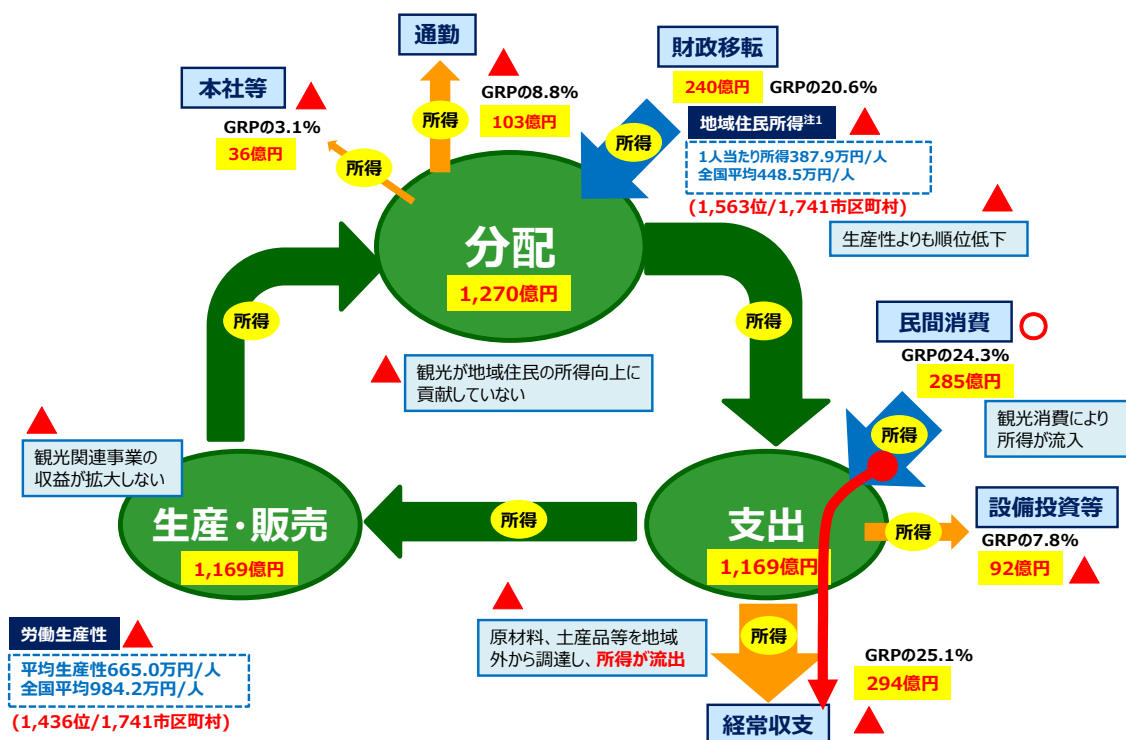 通勤
所得
GRPの8.8%
103億円
本社等
GRPの3.1%
36億円
所得
財政移転
240億円 GRPの20.6%
所得
地域住民所得注1
1人当たり所得387.9万円/人
全国平均448.5万円/人
(1,563位/1,741市区町村)
生産性よりも順位低下
分配
1,270億円
所得
所得
観光が地域住民の所得向上に
貢献していない
民間消費
GRPの24.3%
285億円
所得
観光消費により
所得が流入
観光関連事業の
収益が拡大しない
生産・販売
1,169億円
所得
支出
1,169億円
所得
設備投資等
GRPの7.8%
92億円
労働生産性
平均生産性665.0万円/人
全国平均984.2万円/人
(1,436位/1,741市区町村)
原材料、土産品等を地域
外から調達し、所得が流出
所得
GRPの25.1%
294億円
経常収支